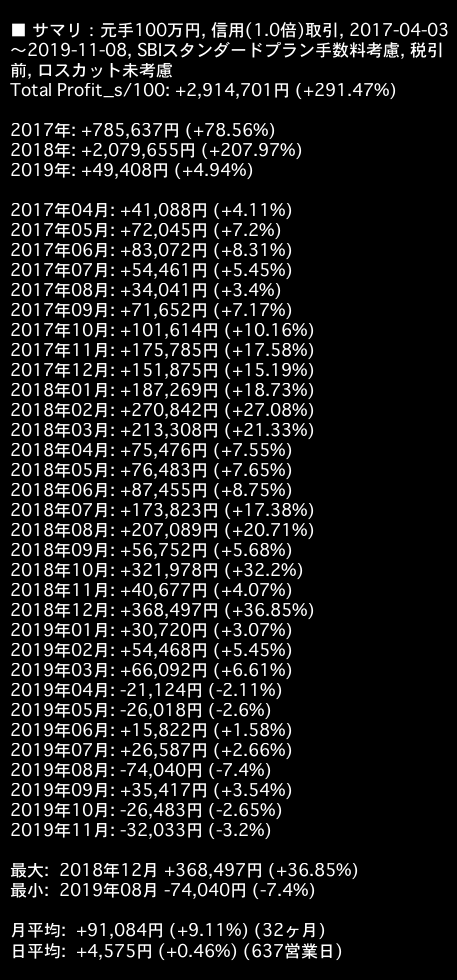 ■ サマリ：元手100万円, 信用(1.0倍)取引, 2017-04-03
～2019-11-08, SBIスタンダードプラン手数料考慮, 税引
前, ロスカット未考慮
Total Profit_s/100: +2,914,701円 (+291.47%)
2017年: +785,637円 (+78.56%)
2018年: +2,079,655円 (+207.97%)
2019年: +49,408円 (+4.94%)
2017年04月: +41,088円 (+4.11%)
2017年05月: +72,045円 (+7.2%)
2017年06月: +83,072円 (+8.31%)
2017年07月: +54,461円 (+5.45%)
2017年08月: +34,041円 (+3.4%)
2017年09月: +71,652円 (+7.17%)
2017年10月: +101,614円 (+10.16%)
2017年11月: +175,785円 (+17.58%)
2017年12月: +151,875円 (+15.19%)
2018年01月: +187,269円 (+18.73%)
2018年02月: +270,842円 (+27.08%)
2018年03月: +213,308円 (+21.33%)
2018年04月: +75,476円 (+7.55%)
2018年05月: +76,483円 (+7.65%)
2018年06月: +87,455円 (+8.75%)
2018年07月: +173,823円 (+17.38%)
2018年08月: +207,089円 (+20.71%)
2018年09月: +56,752円 (+5.68%)
2018年10月: +321,978円 (+32.2%)
2018年11月: +40,677円 (+4.07%)
2018年12月: +368,497円 (+36.85%)
2019年01月: +30,720円 (+3.07%)
2019年02月: +54,468円 (+5.45%)
2019年03月: +66,092円 (+6.61%)
2019年04月: -21,124円 (-2.11%)
2019年05月: -26,018円 (-2.6%)
2019年06月: +15,822円 (+1.58%)
2019年07月: +26,587円 (+2.66%)
2019年08月: -74,040円 (-7.4%)
2019年09月: +35,417円 (+3.54%)
2019年10月: -26,483円 (-2.65%)
2019年11月: -32,033円 (-3.2%)
最大: 2018年12月 +368,497円 (+36.85%)
最小: 2019年08月 -74,040円 (-7.4%)
月平均: +91,084円 (+9.11%) (32ヶ月)
日平均: +4,575円 (+0.46%) (637営業日)